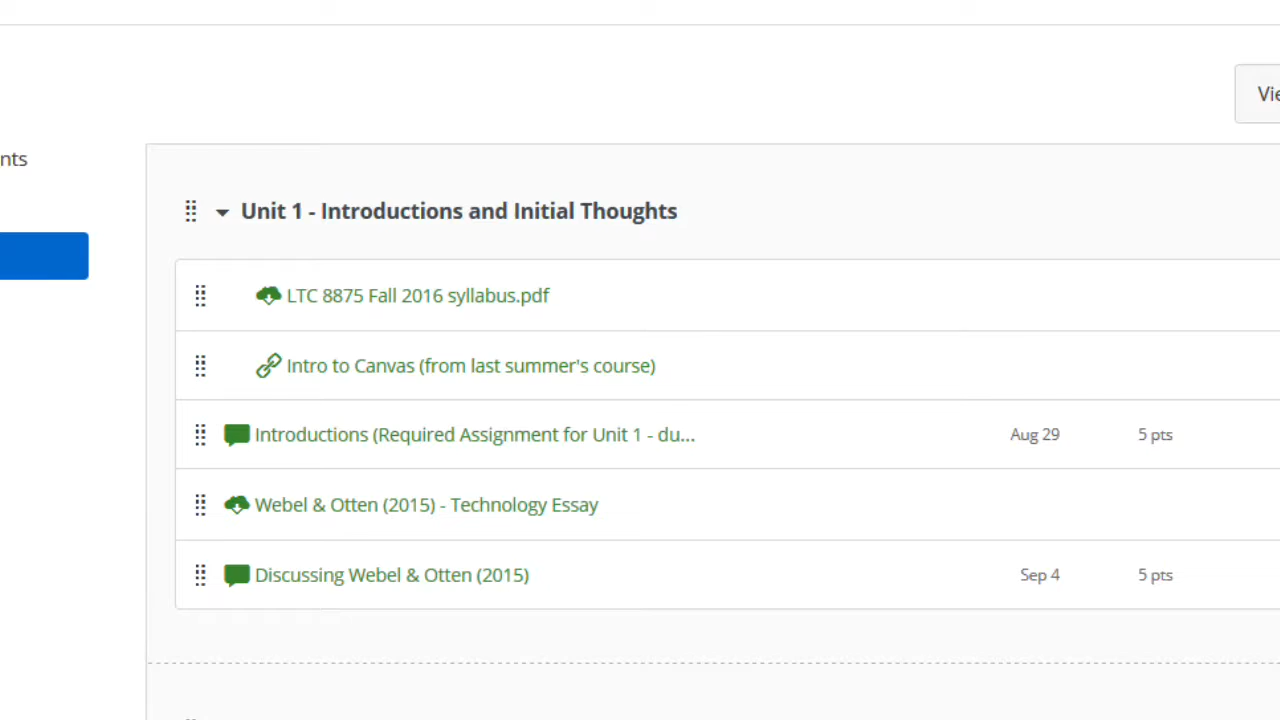 Vie
nts
Unit 1 - Introductions and Initial Thoughts
LTC 8875 Fall 2016 syllabus.pdf
Intro to Canvas (from last summer's course)
Introductions (Required Assignment for Unit 1 - du... Aug 29 5 pts
Webel & Otten (2015) - Technology Essay
Discussing Webel & Otten (2015) Sep 4 5 pts